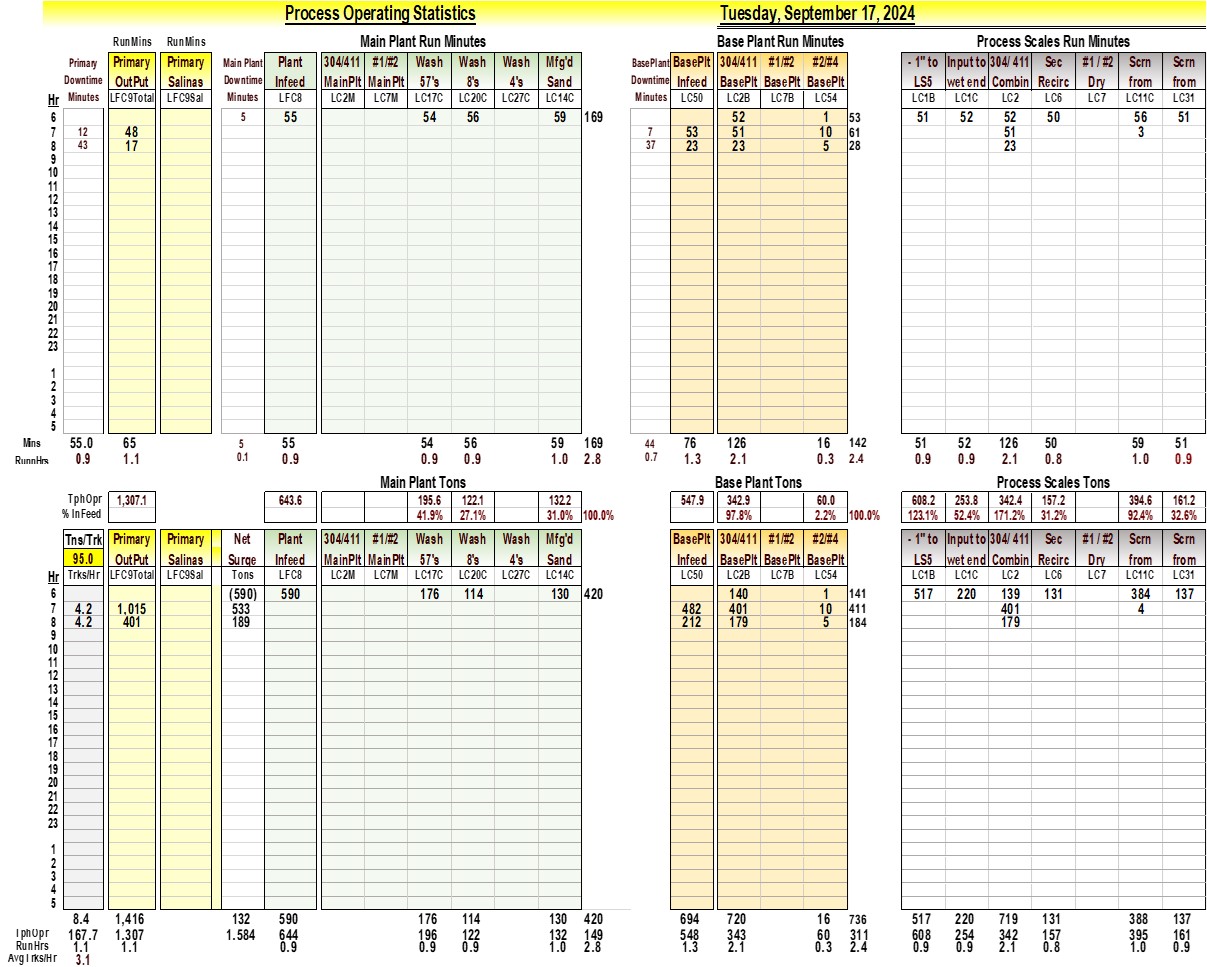 Process Operating Statistics Tuesday, September 17, 2024
RunMins RunMins Main Plant Run Minutes Base Plant Run Minutes Process Scales Run Minutes
Primary Primary Primary Main Plant Plant 304/411 #1/#2 Wash Wash Wash Mfg'd BasePlant BasePlt 304/411 #1/#2 #2/#4 - 1" to Input to 304/ 411 Sec #1 / #2 Scrn Scrn
Downtime OutPut Salinas Downtime Infeed MainPlt MainPlt 57's 8's 4's Sand Downtime Infeed BasePlt BasePlt BasePlt LS5 wet end Combin Recirc Dry from from
Hr Minutes LFC9Total LFC9Sal Minutes LFC8 LC2M LC7M LC17C LC20C LC27C LC14C Minutes LC50 LC2B LC7B LC54 LC1B LC1C LC2 LC6 LC7 LC11C LC31
6 5 55 54 56 59 169 52 1 53 51 52 52 50 56 51
7 12 48 7 53 51 10 61 51 3
8 43 17 37 23 23 5 28 23
9
10
11
12
13
14
15
16
17
18
19
20
21
22
23
1
2
3
4
5
Mins 55.0 65 5 55 54 56 59 169 44 76 126 16 142 51 52 126 50 59 51
RunnHrs 0.9 1.1 0.1 0.9 0.9 0.9 1.0 2.8 0.7 1.3 2.1 0.3 2.4 0.9 0.9 2.1 0.8 1.0 0.9
Main Plant Tons Base Plant Tons Process Scales Tons
TphOpr 1,307.1 643.6 195.6 122.1 132.2 547.9 342.9 60.0 608.2 253.8 342.4 157.2 394.6 161.2
% InFeed 41.9% 27.1% 31.0% 100.0% 97.8% 2.2% 100.0% 123.1% 52.4% 171.2% 31.2% 92.4% 32.6%
Tns/Trk Primary Primary Net Plant 304/411 #1/#2 Wash Wash Wash Mfg'd BasePlt 304/411 #1/#2 #2/#4 - 1" to Input to 304/ 411 Sec #1 / #2 Scrn Scrn
95.0 OutPut Salinas Surge Infeed MainPlt MainPlt 57's 8's 4's Sand Infeed BasePlt BasePlt BasePlt LS5 wet end Combin Recirc Dry from from
Hr Trks/Hr LFC9Total LFC9Sal Tons LFC8 LC2M LC7M LC17C LC20C LC27C LC14C LC50 LC2B LC7B LC54 LC1B LC1C LC2 LC6 LC7 LC11C LC31
6 (590) 590 176 114 130 420 140 1 141 517 220 139 131 384 137
7 4.2 1,015 533 482 401 10 411 401 4
8 4.2 401 189 212 179 5 184 179
9
10
11
12
13
14
15
16
17
18
19
20
21
22
23
1
2
3
4
5
8.4 1,416 132 590 176 114 130 420 694 720 16 736 517 220 719 131 388 137
TphOpr 167.7 1,307 1.584 644 196 122 132 149 548 343 60 311 608 254 342 157 395 161
RunHrs 1.1 1.1 0.9 0.9 0.9 1.0 2.8 1.3 2.1 0.3 2.4 0.9 0.9 2.1 0.8 1.0 0.9
AvgTrks/Hr 3.1